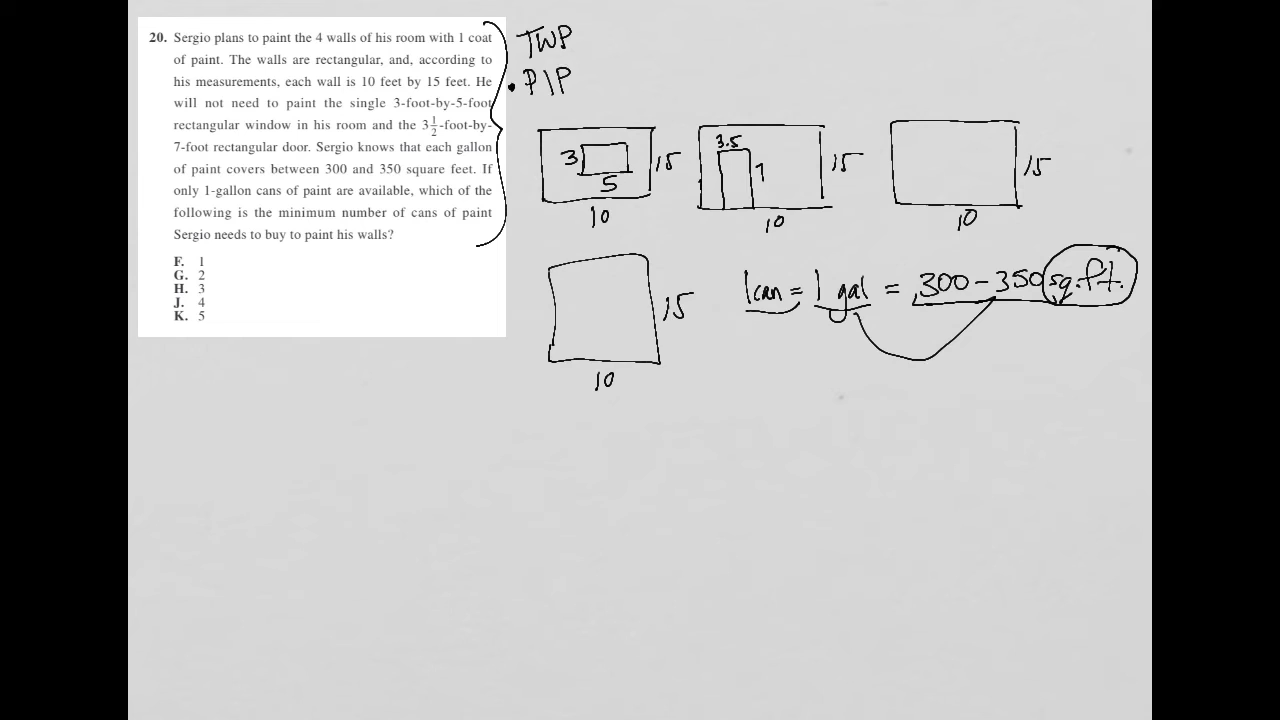 20. Sergio plans to paint the 4 walls of his room with 1 coat
of paint. The walls are rectangular, and, according to
his measurements, each wall is 10 feet by 15 feet. He
will not need to paint the single 3-foot-by-5-foot
rectangular window in his room and the 3 1/2-foot-by-
7-foot rectangular door. Sergio knows that each gallon
of paint covers between 300 and 350 square feet. If
only 1-gallon cans of paint are available, which of the
following is the minimum number of cans of paint
Sergio needs to buy to paint his walls?
F. 1
G. 2
H. 3
J. 4
K. 5
TWP
• P\P
3
5
15
10
3.5
7
15
10
15
10
15
10
1can = 1 gal = 300-350 sq.ft.